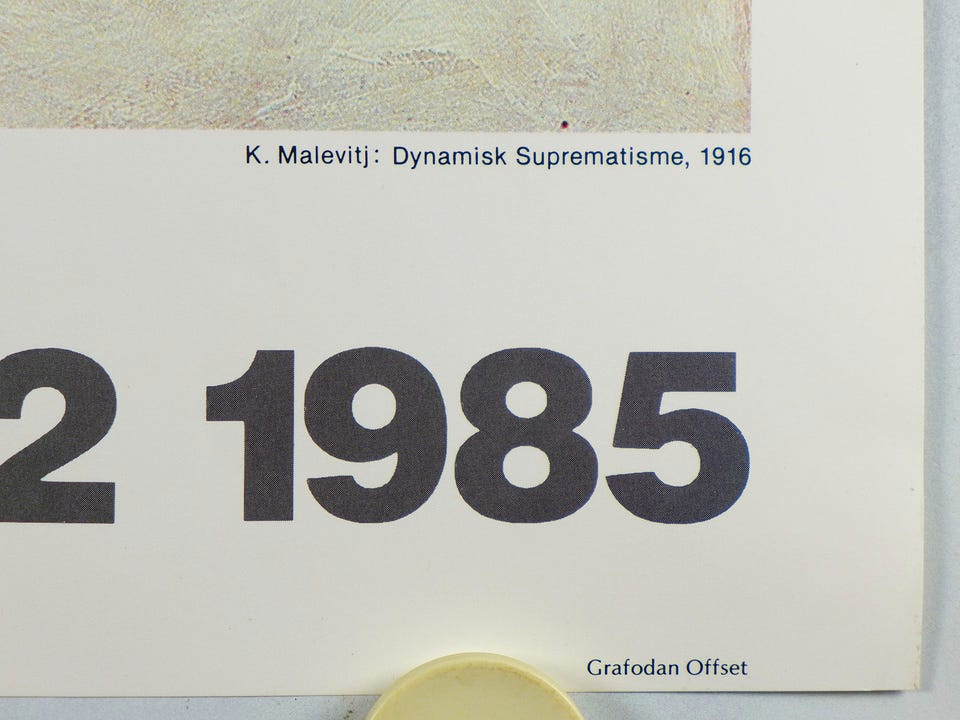 K. Malevitj: Dynamisk Suprematisme, 1916
2 1985
Grafodan Offset